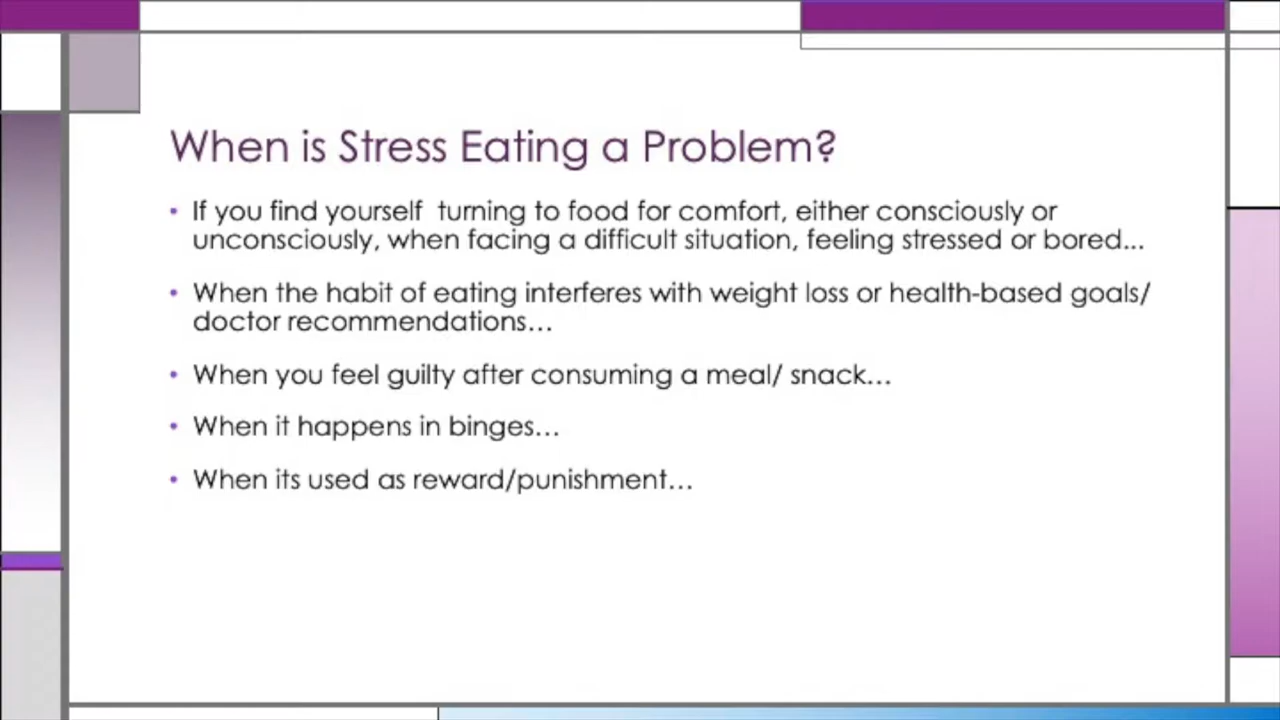 When is Stress Eating a Problem?
• If you find yourself  turning to food for comfort, either consciously or
unconsciously, when facing a difficult situation, feeling stressed or bored...
• When the habit of eating interferes with weight loss or health-based goals/
doctor recommendations…
• When you feel guilty after consuming a meal/ snack…
• When it happens in binges…
• When its used as reward/punishment…